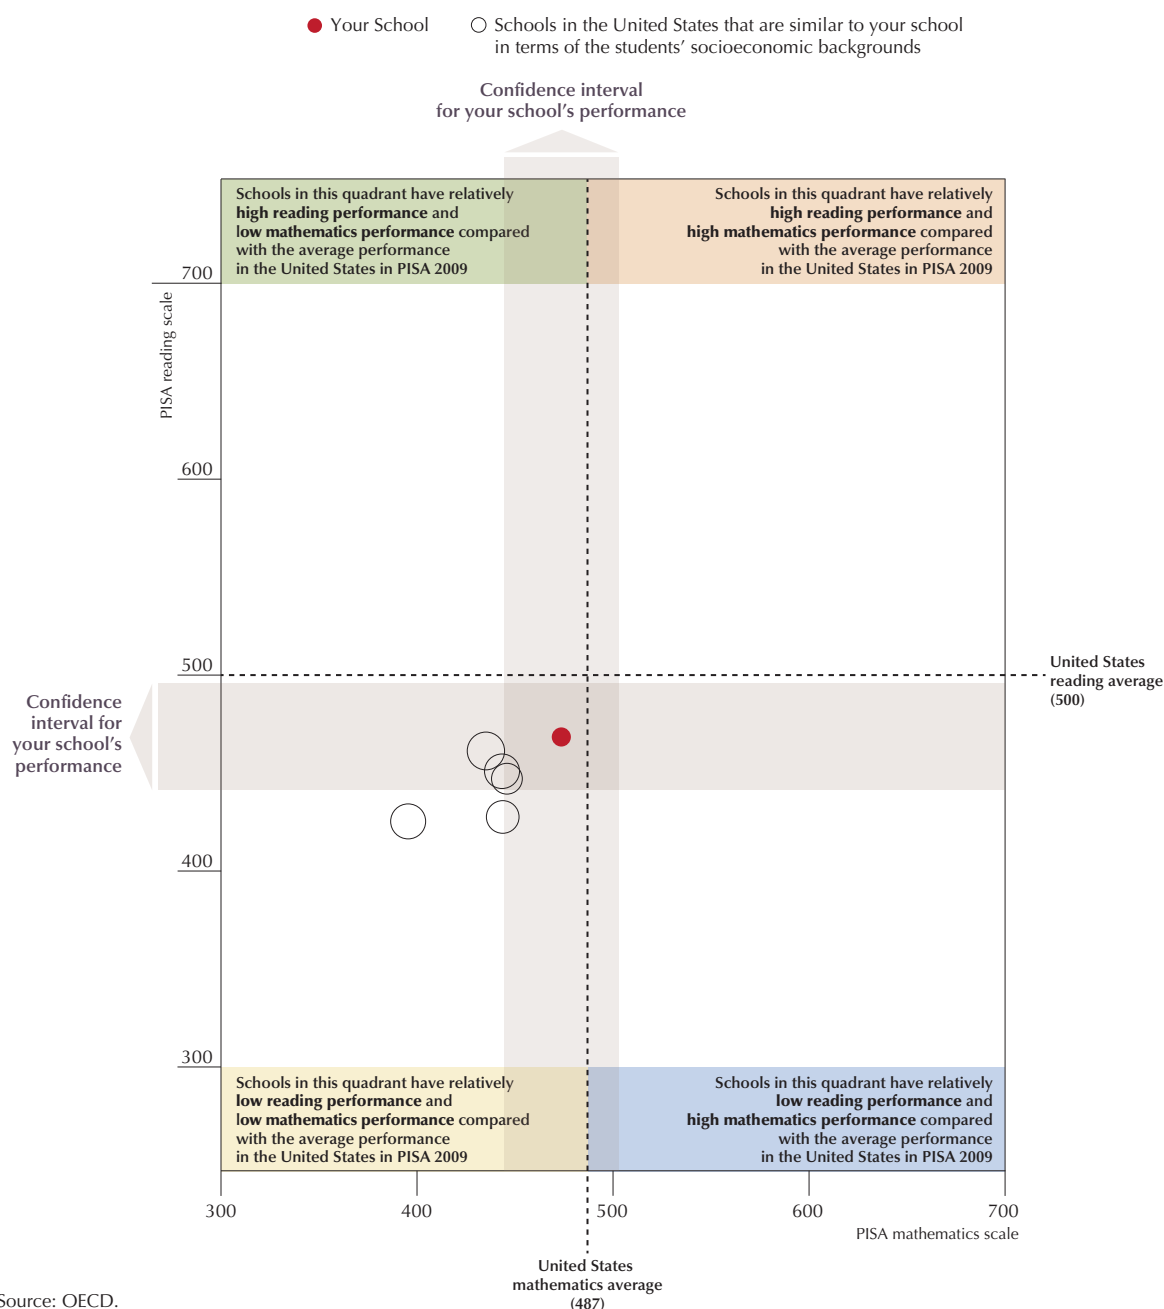 Your School
Schools in the United States that are similar to your school
in terms of the students’ socioeconomic backgrounds
Confidence interval
for your school’s performance
Schools in this quadrant have relatively
high reading performance and
low mathematics performance compared
with the average performance
in the United States in PISA 2009
Schools in this quadrant have relatively
high reading performance and
high mathematics performance compared
with the average performance
in the United States in PISA 2009
700
PISA reading scale
600
500
United States
reading average
(500)
Confidence
interval for
your school’s
performance
400
300
Schools in this quadrant have relatively
low reading performance and
low mathematics performance compared
with the average performance
in the United States in PISA 2009
Schools in this quadrant have relatively
low reading performance and
high mathematics performance compared
with the average performance
in the United States in PISA 2009
300
400
500
600
700
PISA mathematics scale
United States
mathematics average
(487)
Source: OECD.